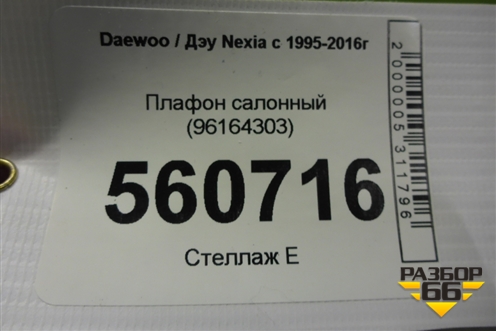 Daewoo / Дэу Nexia с 1995-2016г
Плафон салонный
(96164303)
560716
Стеллаж Е
2000005311796
РАЗБОР
66